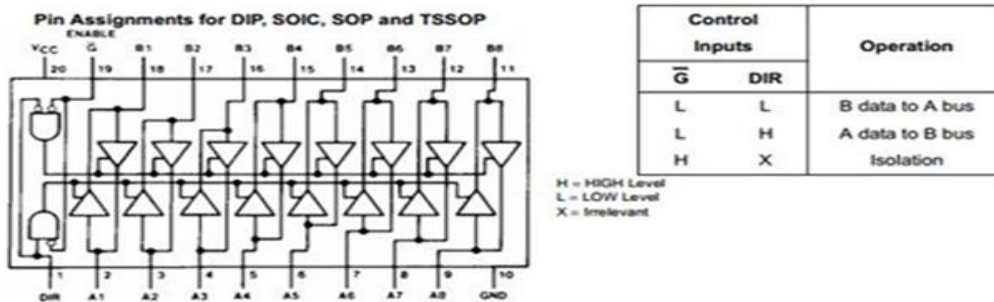 Pin Assignments for DIP, SOIC, SOP and TSSOP
ENABLE
VCC G B1 B2 B3 B4 B5 B6 B7 B8
20 19 18 17 16 15 14 13 12 11
1 2 3 4 5 6 7 8 9 10
DIR A1 A2 A3 A4 A5 A6 A7 A8 GND
Control
Inputs
Operation
G̅ DIR
L L B data to A bus
L H A data to B bus
H X Isolation
H = HIGH Level
L = LOW Level
X = Irrelevant